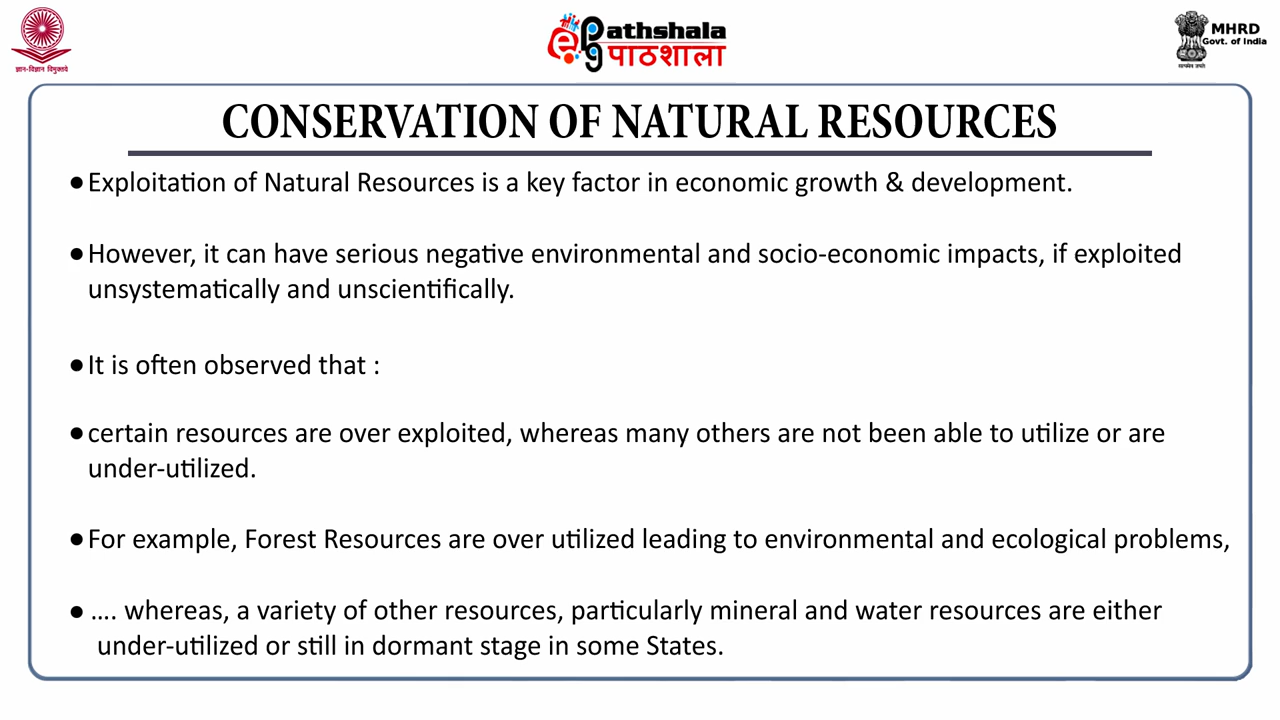 ज्ञान-विज्ञान विमुक्तये
ePG athshala
पाठशाला
MHRD
Govt. of India
सत्यमेव जयते
CONSERVATION OF NATURAL RESOURCES
●Exploitation of Natural Resources is a key factor in economic growth & development.
●However, it can have serious negative environmental and socio-economic impacts, if exploited
unsystematically and unscientifically.
●It is often observed that :
●certain resources are over exploited, whereas many others are not been able to utilize or are
under-utilized.
●For example, Forest Resources are over utilized leading to environmental and ecological problems,
● .... whereas, a variety of other resources, particularly mineral and water resources are either
under-utilized or still in dormant stage in some States.